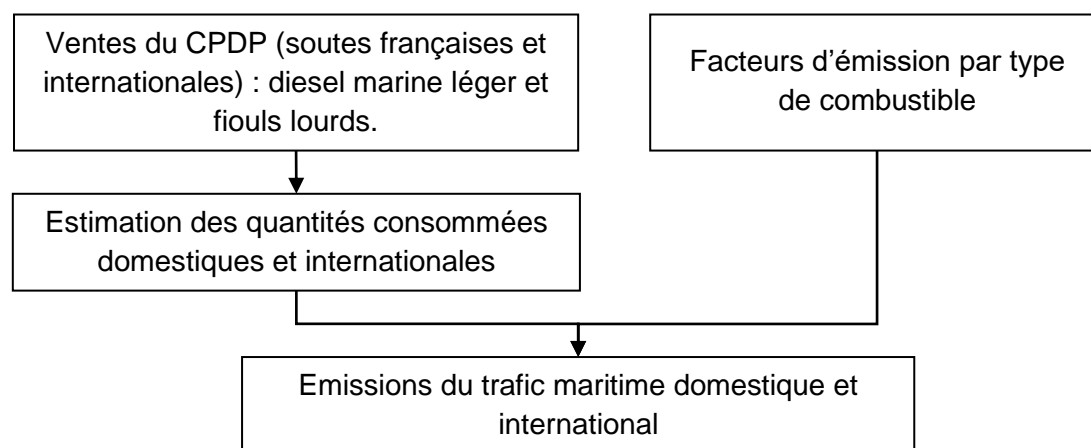 Ventes du CPDP (soutes françaises et
internationales) : diesel marine léger et
fiouls lourds.
Facteurs d’émission par type
de combustible
Estimation des quantités consommées
domestiques et internationales
Emissions du trafic maritime domestique et
international